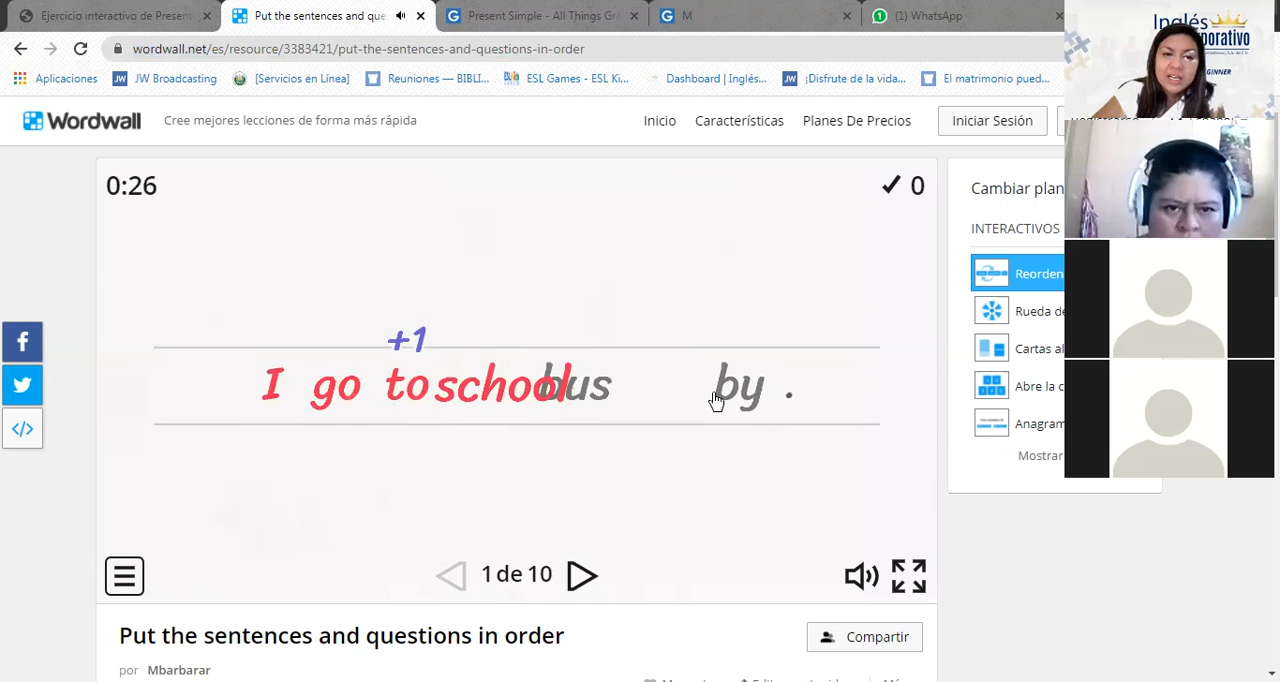 Ejercicio interactivo de Present
Put the sentences and que
Present Simple - All Things Gr
M
(1) WhatsApp
wordwall.net/es/resource/3383421/put-the-sentences-and-questions-in-order
Aplicaciones
JW Broadcasting
[Servicios en Línea]
Reuniones — BIBLI...
ESL Games - ESL Ki...
Dashboard | Inglés...
¡Disfrute de la vida...
El matrimonio pued...
Inglés
orporativo
GINNER
Wordwall
Cree mejores lecciones de forma más rápida
Inicio
Características
Planes De Precios
Iniciar Sesión
0:26
✓ 0
+1
I go to school bus by .
1 de 10
Cambiar plan
INTERACTIVOS
Reorden
Rueda de
Cartas al
Abre la c
Anagram
Mostrar
Put the sentences and questions in order
Compartir
por Mbarbarar